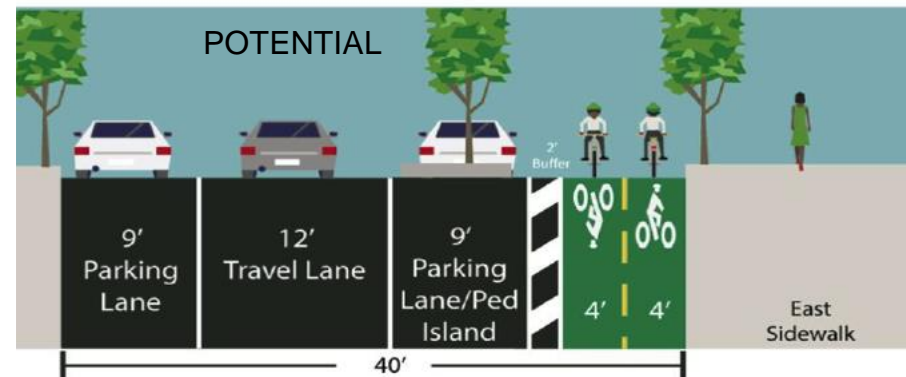 POTENTIAL
2'
Buffer
9'
Parking
Lane
12'
Travel Lane
9'
Parking
Lane/Ped
Island
4'
4'
East
Sidewalk
40'